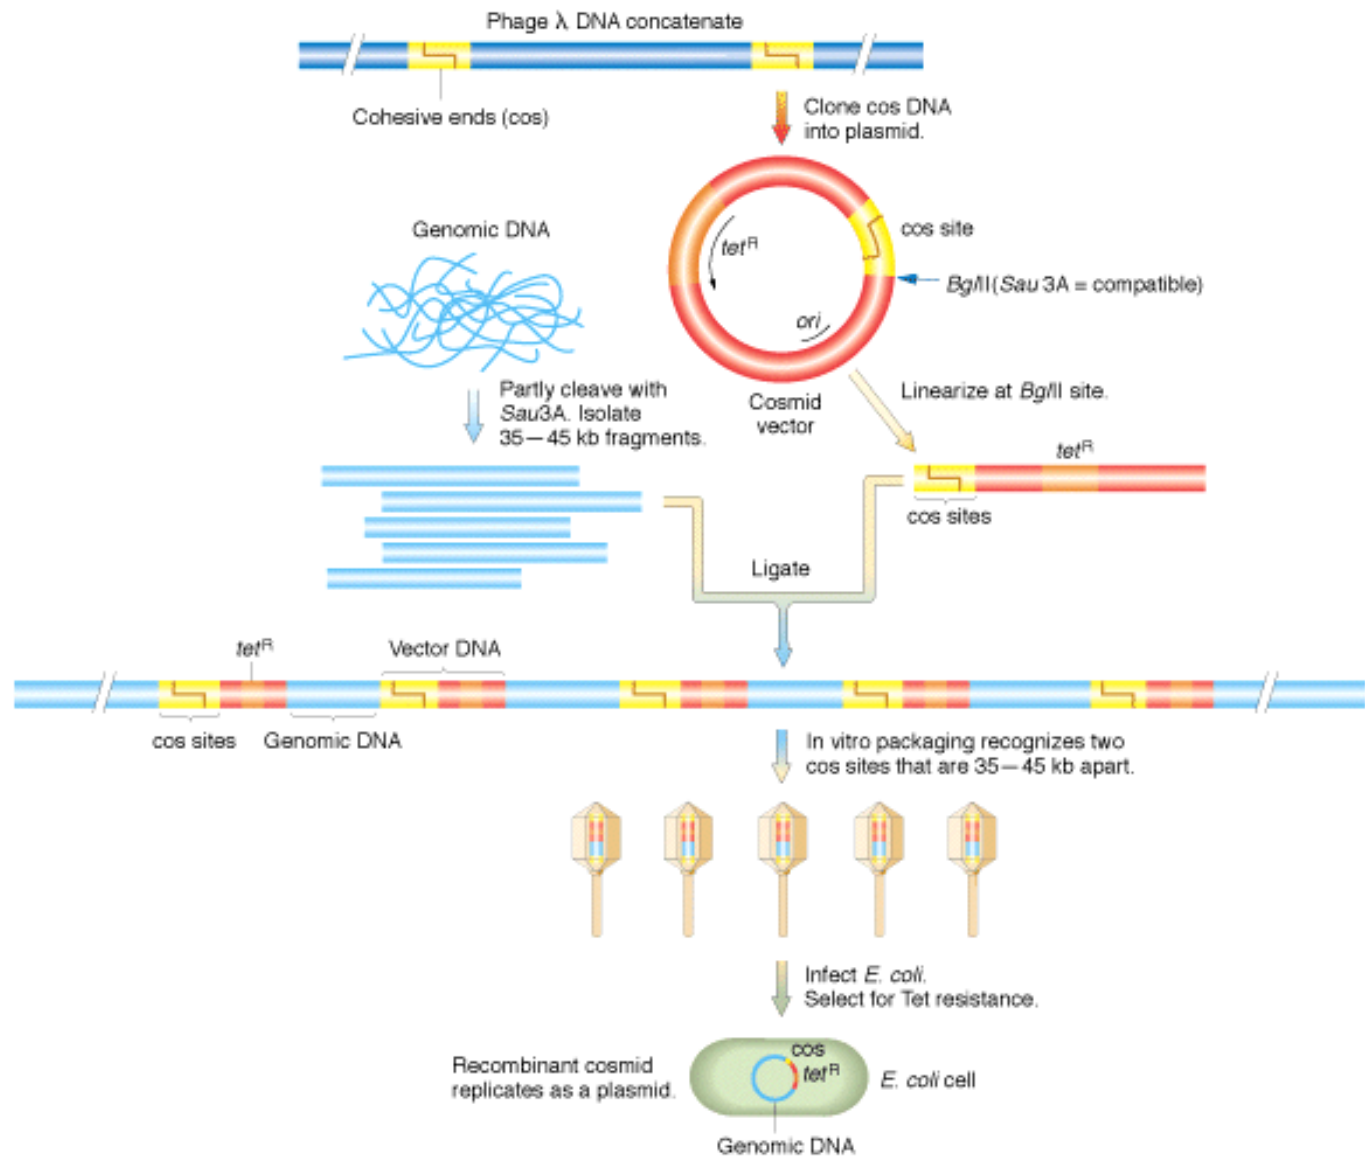 Phage λ DNA concatenate
Cohesive ends (cos)
Clone cos DNA
into plasmid.
Genomic DNA
tetR
cos site
BglII(Sau 3A = compatible)
ori
Partly cleave with
Sau3A. Isolate
35—45 kb fragments.
Cosmid
vector
Linearize at BglII site.
tetR
cos sites
Ligate
tetR
Vector DNA
cos sites
Genomic DNA
In vitro packaging recognizes two
cos sites that are 35—45 kb apart.
Infect E. coli.
Select for Tet resistance.
Recombinant cosmid
replicates as a plasmid.
cos
tetR
E. coli cell
Genomic DNA